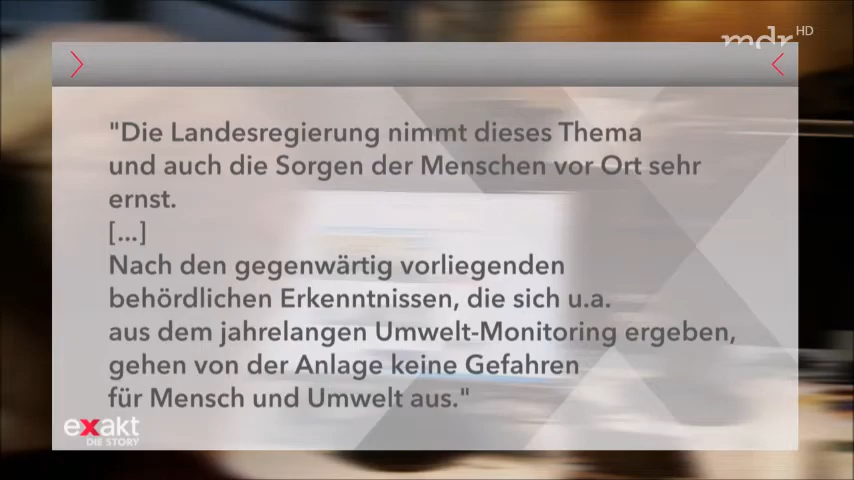 mdr HD
"Die Landesregierung nimmt dieses Thema
und auch die Sorgen der Menschen vor Ort sehr
ernst.
[...]
Nach den gegenwärtig vorliegenden
behördlichen Erkenntnissen, die sich u.a.
aus dem jahrelangen Umwelt-Monitoring ergeben,
gehen von der Anlage keine Gefahren
für Mensch und Umwelt aus."
exakt
DIE STORY